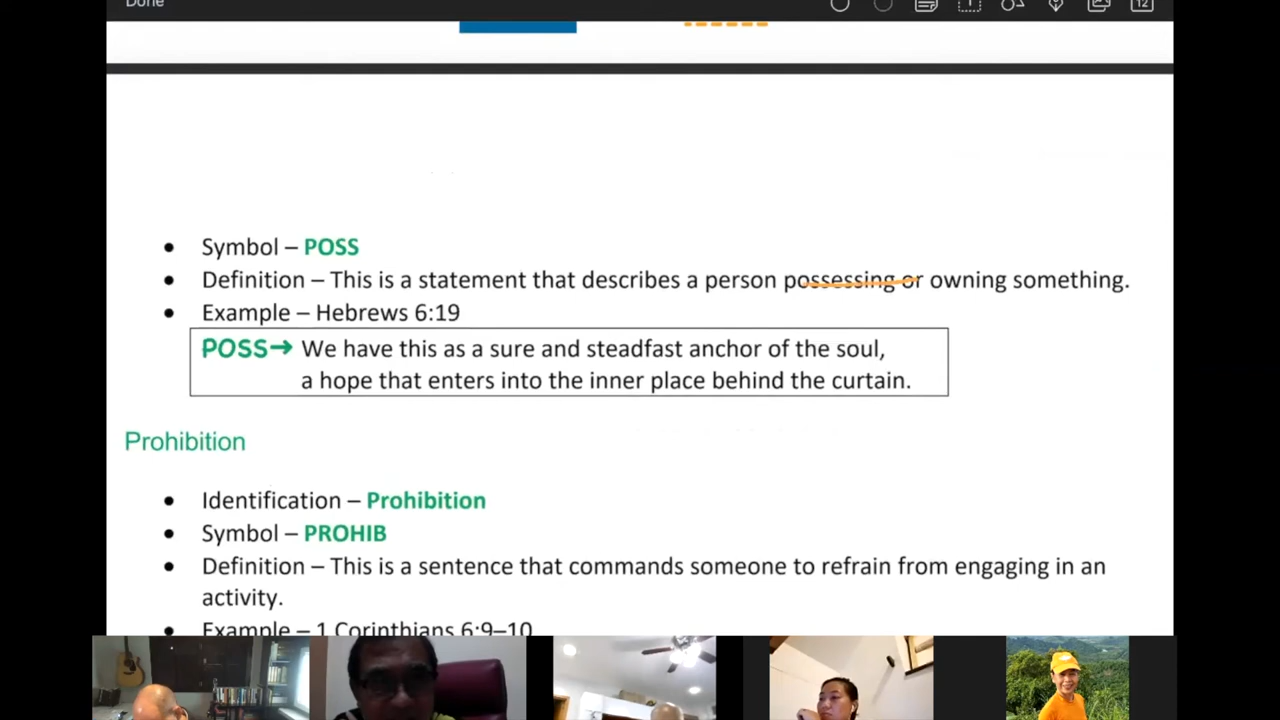 Done
12
• Symbol – POSS
• Definition – This is a statement that describes a person possessing or owning something.
• Example – Hebrews 6:19
POSS→ We have this as a sure and steadfast anchor of the soul,
a hope that enters into the inner place behind the curtain.
Prohibition
• Identification – Prohibition
• Symbol – PROHIB
• Definition – This is a sentence that commands someone to refrain from engaging in an
activity.
• Example – 1 Corinthians 6:9–10